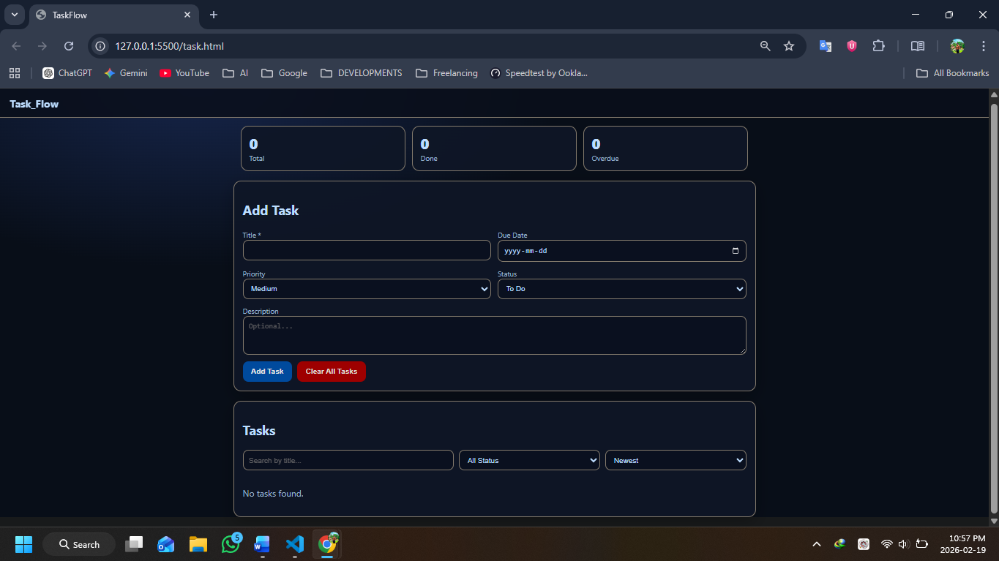 TaskFlow
127.0.0.1:5500/task.html
ChatGPT Gemini YouTube AI Google DEVELOPMENTS Freelancing Speedtest by Ookla... All Bookmarks
Task_Flow
0 0 0
Total Done Overdue
Add Task
Title * Due Date
yyyy-mm-dd
Priority Status
Medium To Do
Description
Optional...
Add Task Clear All Tasks
Tasks
Search by title... All Status Newest
No tasks found.
Search 5 10:57 PM
2026-02-19